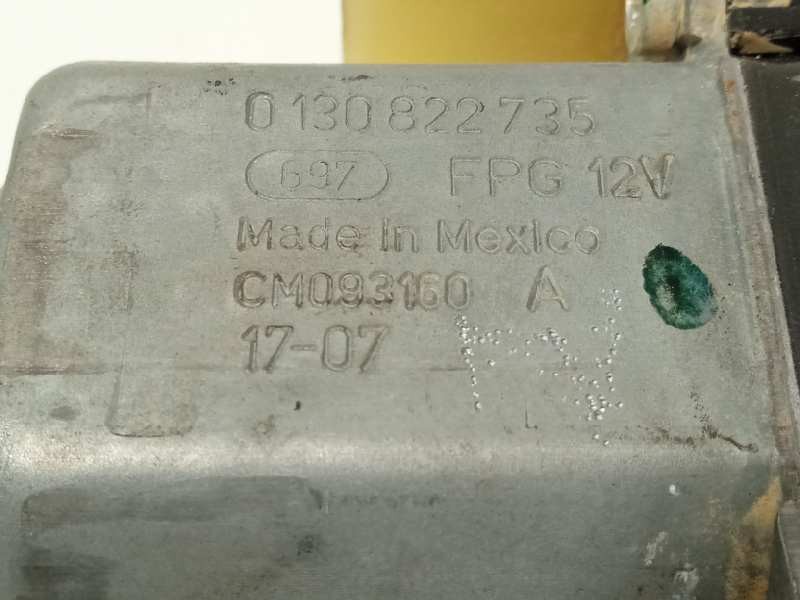 0 130 822 735
697 FPG 12V
Made in Mexico
CM093160 A
17-07